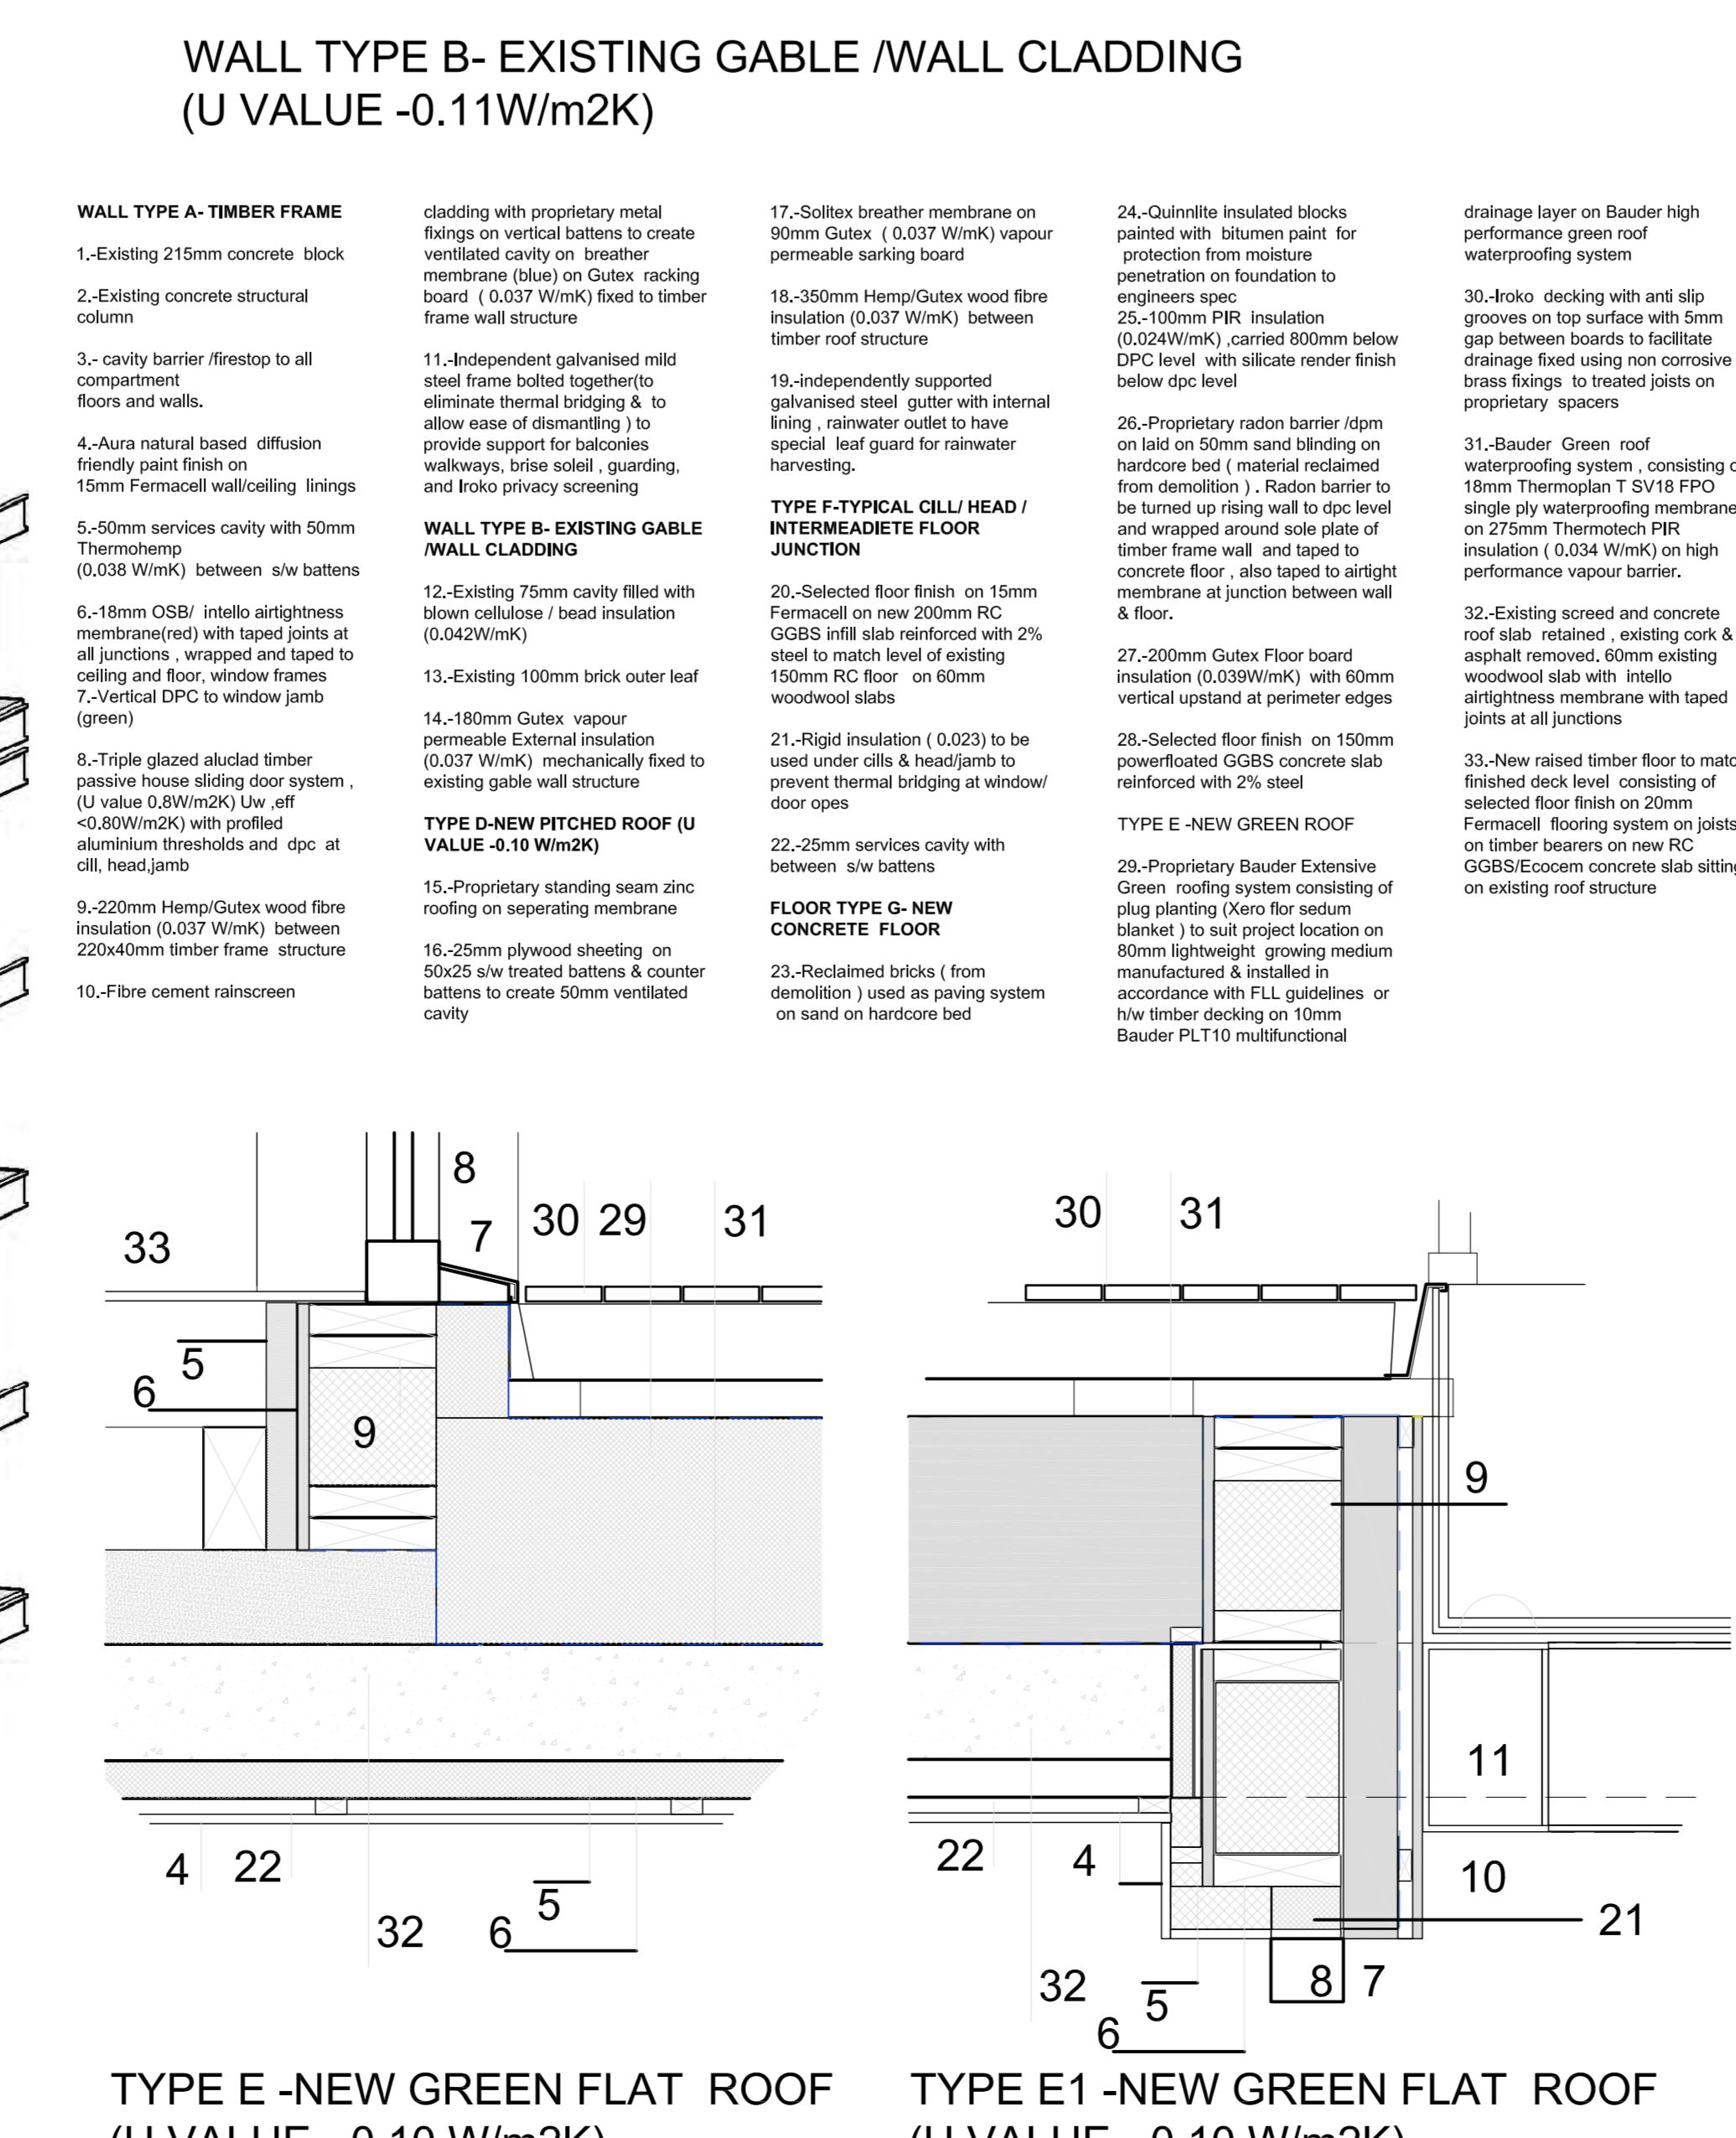 WALL TYPE B- EXISTING GABLE /WALL CLADDING
(U VALUE -0.11W/m2K)
WALL TYPE A- TIMBER FRAME
1.-Existing 215mm concrete block
2.-Existing concrete structural
column
3.- cavity barrier /firestop to all
compartment
floors and walls.
4.-Aura natural based diffusion
friendly paint finish on
15mm Fermacell wall/ceiling linings
5.-50mm services cavity with 50mm
Thermohemp
(0.038 W/mK) between s/w battens
6.-18mm OSB/ intello airtightness
membrane(red) with taped joints at
all junctions , wrapped and taped to
ceiling and floor, window frames
7.-Vertical DPC to window jamb
(green)
8.-Triple glazed aluclad timber
passive house sliding door system ,
(U value 0.8W/m2K) Uw ,eff
<0.80W/m2K) with profiled
aluminium thresholds and dpc at
cill, head,jamb
9.-220mm Hemp/Gutex wood fibre
insulation (0.037 W/mK) between
220x40mm timber frame structure
10.-Fibre cement rainscreen
cladding with proprietary metal
fixings on vertical battens to create
ventilated cavity on breather
membrane (blue) on Gutex racking
board ( 0.037 W/mK) fixed to timber
frame wall structure
11.-Independent galvanised mild
steel frame bolted together(to
eliminate thermal bridging & to
allow ease of dismantling ) to
provide support for balconies
walkways, brise soleil , guarding,
and Iroko privacy screening
WALL TYPE B- EXISTING GABLE
/WALL CLADDING
12.-Existing 75mm cavity filled with
blown cellulose / bead insulation
(0.042W/mK)
13.-Existing 100mm brick outer leaf
14.-180mm Gutex vapour
permeable External insulation
(0.037 W/mK) mechanically fixed to
existing gable wall structure
TYPE D-NEW PITCHED ROOF (U
VALUE -0.10 W/m2K)
15.-Proprietary standing seam zinc
roofing on seperating membrane
16.-25mm plywood sheeting on
50x25 s/w treated battens & counter
battens to create 50mm ventilated
cavity
17.-Solitex breather membrane on
90mm Gutex ( 0.037 W/mK) vapour
permeable sarking board
18.-350mm Hemp/Gutex wood fibre
insulation (0.037 W/mK) between
timber roof structure
19.-independently supported
galvanised steel gutter with internal
lining , rainwater outlet to have
special leaf guard for rainwater
harvesting.
TYPE F-TYPICAL CILL/ HEAD /
INTERMEADIETE FLOOR
JUNCTION
20.-Selected floor finish on 15mm
Fermacell on new 200mm RC
GGBS infill slab reinforced with 2%
steel to match level of existing
150mm RC floor on 60mm
woodwool slabs
21.-Rigid insulation ( 0.023) to be
used under cills & head/jamb to
prevent thermal bridging at window/
door opes
22.-25mm services cavity with
between s/w battens
FLOOR TYPE G- NEW
CONCRETE FLOOR
23.-Reclaimed bricks ( from
demolition ) used as paving system
on sand on hardcore bed
24.-Quinnlite insulated blocks
painted with bitumen paint for
protection from moisture
penetration on foundation to
engineers spec
25.-100mm PIR insulation
(0.024W/mK) ,carried 800mm below
DPC level with silicate render finish
below dpc level
26.-Proprietary radon barrier /dpm
on laid on 50mm sand blinding on
hardcore bed ( material reclaimed
from demolition ) . Radon barrier to
be turned up rising wall to dpc level
and wrapped around sole plate of
timber frame wall and taped to
concrete floor , also taped to airtight
membrane at junction between wall
& floor.
27.-200mm Gutex Floor board
insulation (0.039W/mK) with 60mm
vertical upstand at perimeter edges
28.-Selected floor finish on 150mm
powerfloated GGBS concrete slab
reinforced with 2% steel
TYPE E -NEW GREEN ROOF
29.-Proprietary Bauder Extensive
Green roofing system consisting of
plug planting (Xero flor sedum
blanket ) to suit project location on
80mm lightweight growing medium
manufactured & installed in
accordance with FLL guidelines or
h/w timber decking on 10mm
Bauder PLT10 multifunctional
drainage layer on Bauder high
performance green roof
waterproofing system
30.-Iroko decking with anti slip
grooves on top surface with 5mm
gap between boards to facilitate
drainage fixed using non corrosive
brass fixings to treated joists on
proprietary spacers
31.-Bauder Green roof
waterproofing system , consisting
18mm Thermoplan T SV18 FPO
single ply waterproofing membrane
on 275mm Thermotech PIR
insulation ( 0.034 W/mK) on high
performance vapour barrier.
32.-Existing screed and concrete
roof slab retained , existing cork &
asphalt removed. 60mm existing
woodwool slab with intello
airtightness membrane with taped
joints at all junctions
33.-New raised timber floor to
finished deck level consisting of
selected floor finish on 20mm
Fermacell flooring system on joists
on timber bearers on new RC
GGBS/Ecocem concrete slab
on existing roof structure
8
7
30 29 31
33
5
6
9
4 22
5
32 6
30 31
9
11
22 4
10
21
32 5
8 7
6
TYPE E -NEW GREEN FLAT ROOF
(U VALUE - 0.10 W/m2K)
TYPE E1 -NEW GREEN FLAT ROOF
(U VALUE - 0.10 W/m2K)